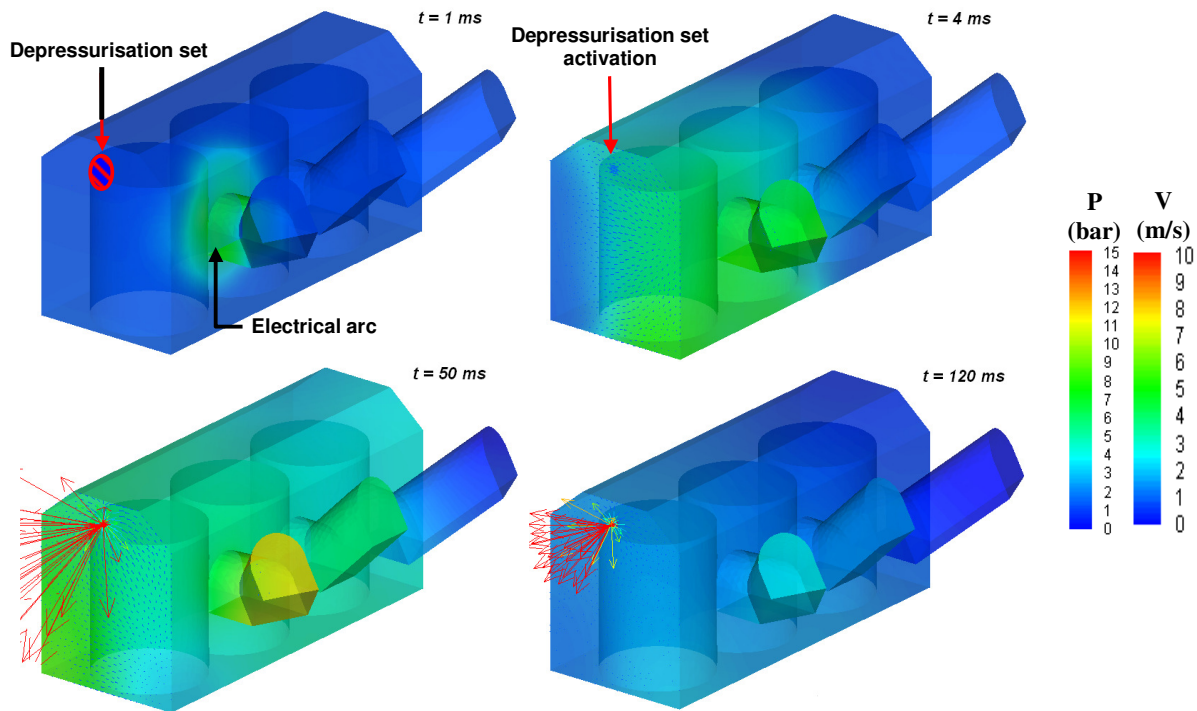 t = 1 ms
Depressurisation set
Electrical arc
t = 4 ms
Depressurisation set
activation
t = 50 ms
t = 120 ms
P
(bar)
15
14
13
12
11
10
9
8
7
6
5
4
3
2
1
0
V
(m/s)
10
9
8
7
6
5
4
3
2
1
0